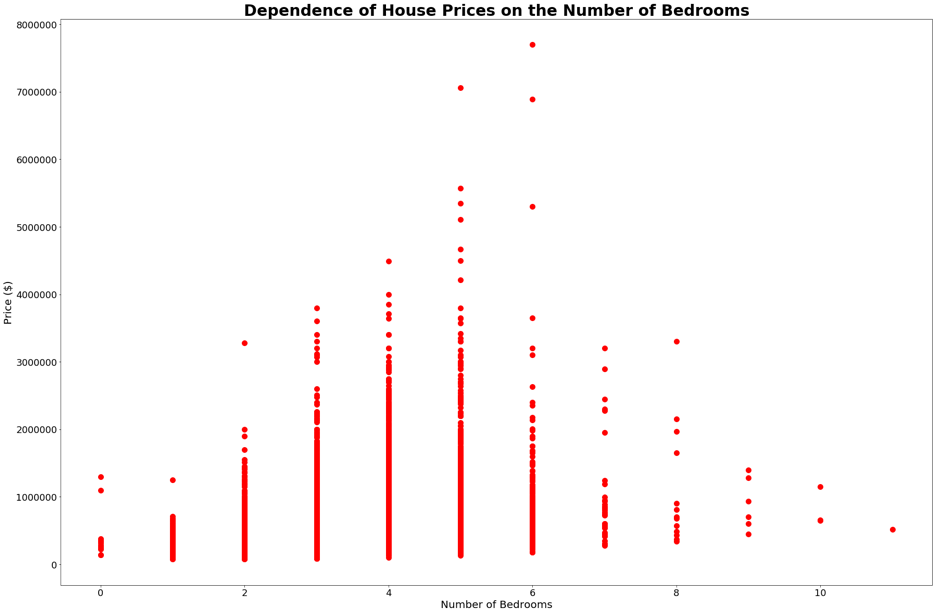 Dependence of House Prices on the Number of Bedrooms
8000000
7000000
6000000
5000000
4000000
3000000
2000000
1000000
0
Price ($)
0 2 4 6 8 10
Number of Bedrooms